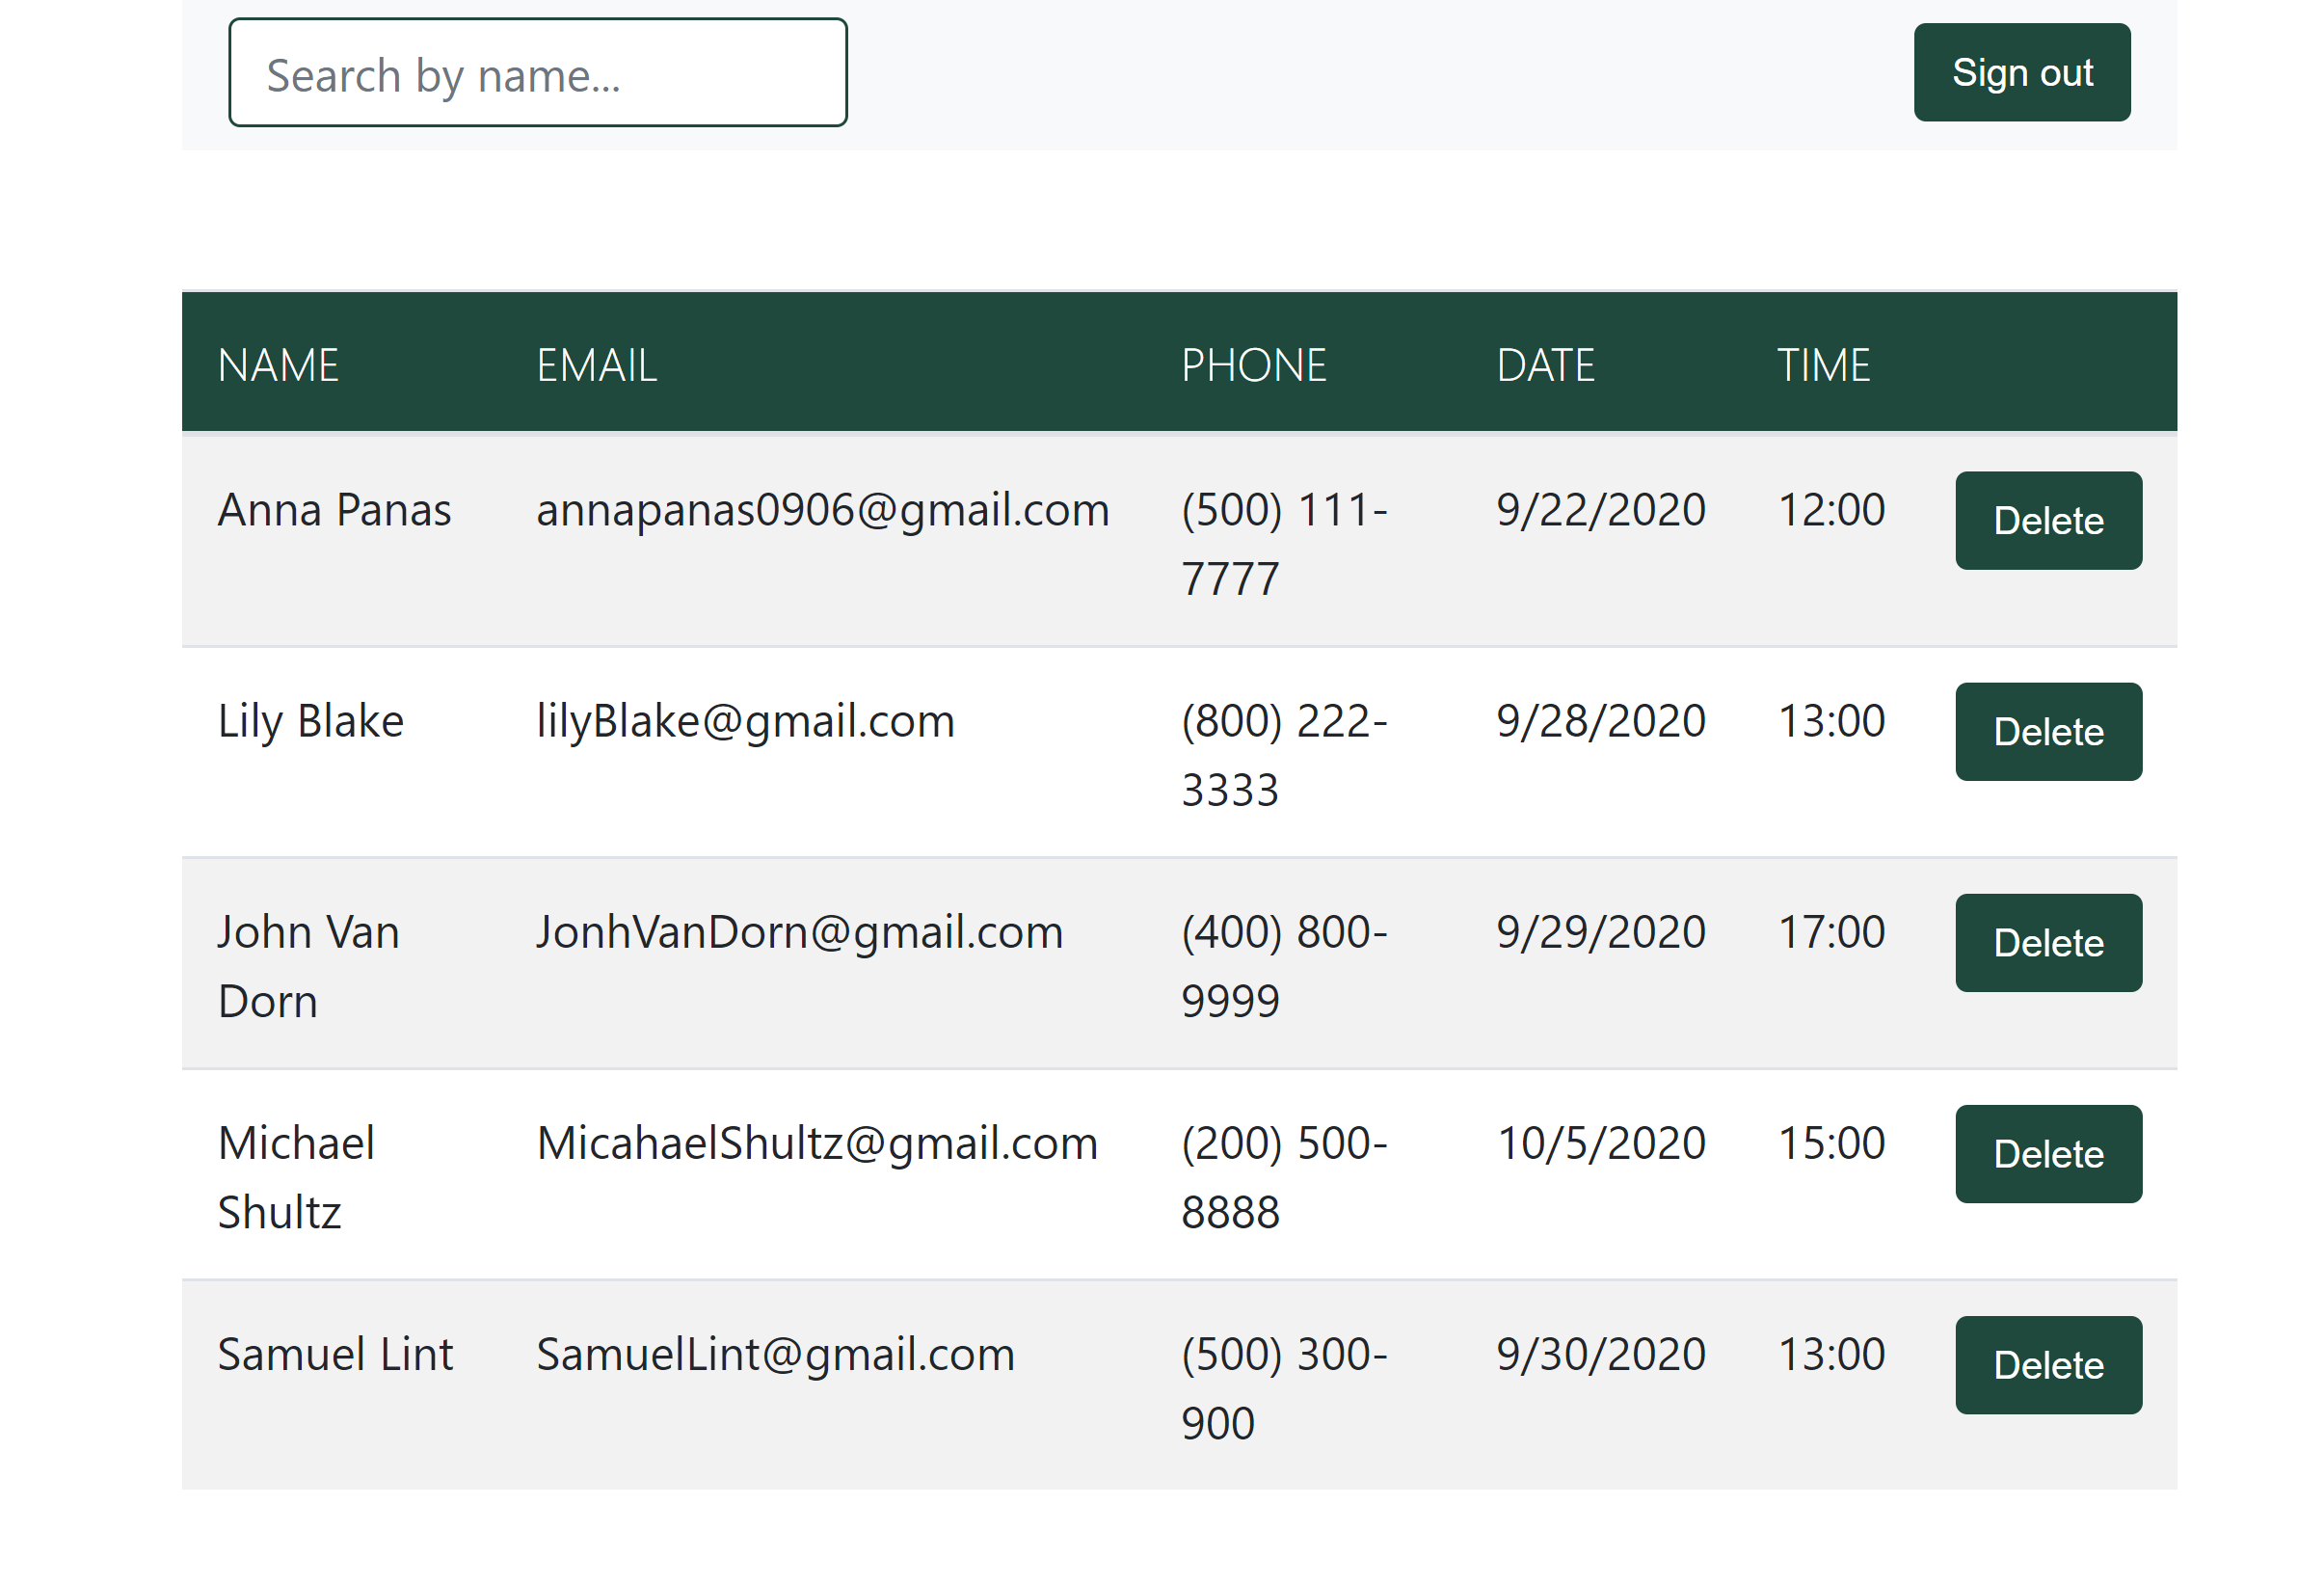 Search by name...
Sign out
NAME EMAIL PHONE DATE TIME
Anna Panas annapanas0906@gmail.com (500) 111- 9/22/2020 12:00 Delete
7777
Lily Blake lilyBlake@gmail.com (800) 222- 9/28/2020 13:00 Delete
3333
John Van JonhVanDorn@gmail.com (400) 800- 9/29/2020 17:00 Delete
Dorn 9999
Michael MicahaelShultz@gmail.com (200) 500- 10/5/2020 15:00 Delete
Shultz 8888
Samuel Lint SamuelLint@gmail.com (500) 300- 9/30/2020 13:00 Delete
900